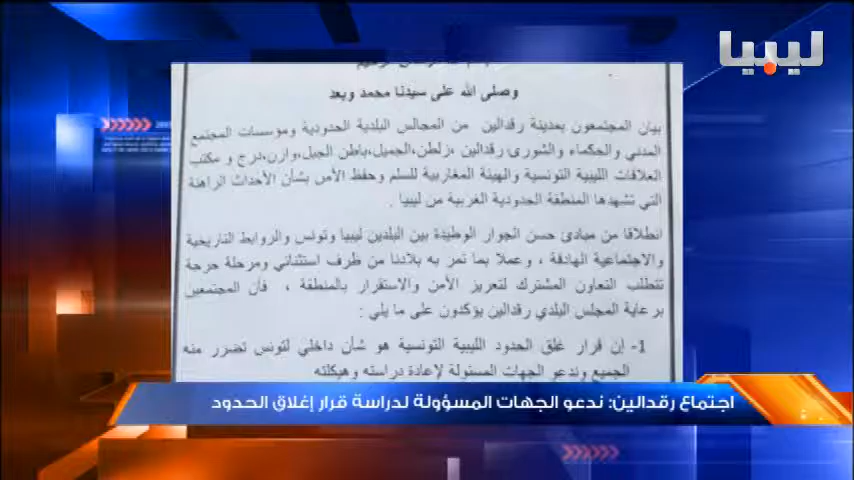 ليبيا
وصلى الله على سيدنا محمد وبعد
بيان المجتمعون بمدينة رقدالين من المجالس البلدية الحدودية ومؤسسات المجتمع
المدني والحكماء والشورى رقدالين ،زلطن،الجميل،باطن الجبل،وازن،درج و مكتب
العلاقات الليبية التونسية والهيئة المغاربية للسلم وحفظ الأمن بشأن الأحداث الراهنة
التي تشهدها المنطقة الحدودية الغربية من ليبيا .
انطلاقا من مبادئ حسن الجوار الوطيدة بين البلدين ليبيا وتونس والروابط التاريخية
والاجتماعية الهادفة ، وعملا بما تمر به بلادنا من ظرف استثنائي ومرحلة حرجة
تتطلب التعاون المشترك لتعزيز الأمن والاستقرار بالمنطقة ، فأن المجتمعين
برعاية المجلس البلدي رقدالين يؤكدون على ما يلي :
1- إن قرار غلق الحدود الليبية التونسية هو شأن داخلي لتونس تضرر منه
الجميع وندعو الجهات المسئولة لإعادة دراسته وهيكلته
اجتماع رقدالين: ندعو الجهات المسؤولة لدراسة قرار إغلاق الحدود